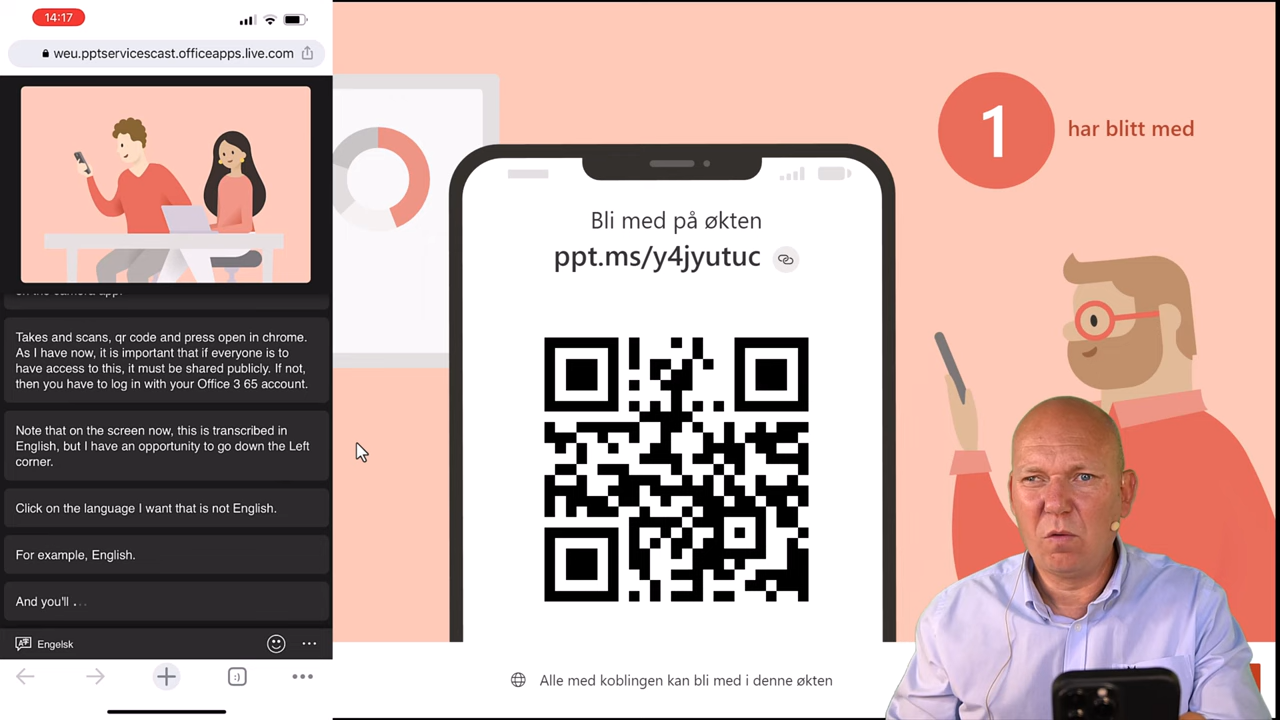 14:17
weu.pptservicescast.officeapps.live.com
Takes and scans, qr code and press open in chrome.
As I have now, it is important that if everyone is to
have access to this, it must be shared publicly. If not,
then you have to log in with your Office 3 65 account.
Note that on the screen now, this is transcribed in
English, but I have an opportunity to go down the Left
corner.
Click on the language I want that is not English.
For example, English.
And you'll ...
Engelsk
:)
1
har blitt med
Bli med på økten
ppt.ms/y4jyutuc
Alle med koblingen kan bli med i denne økten